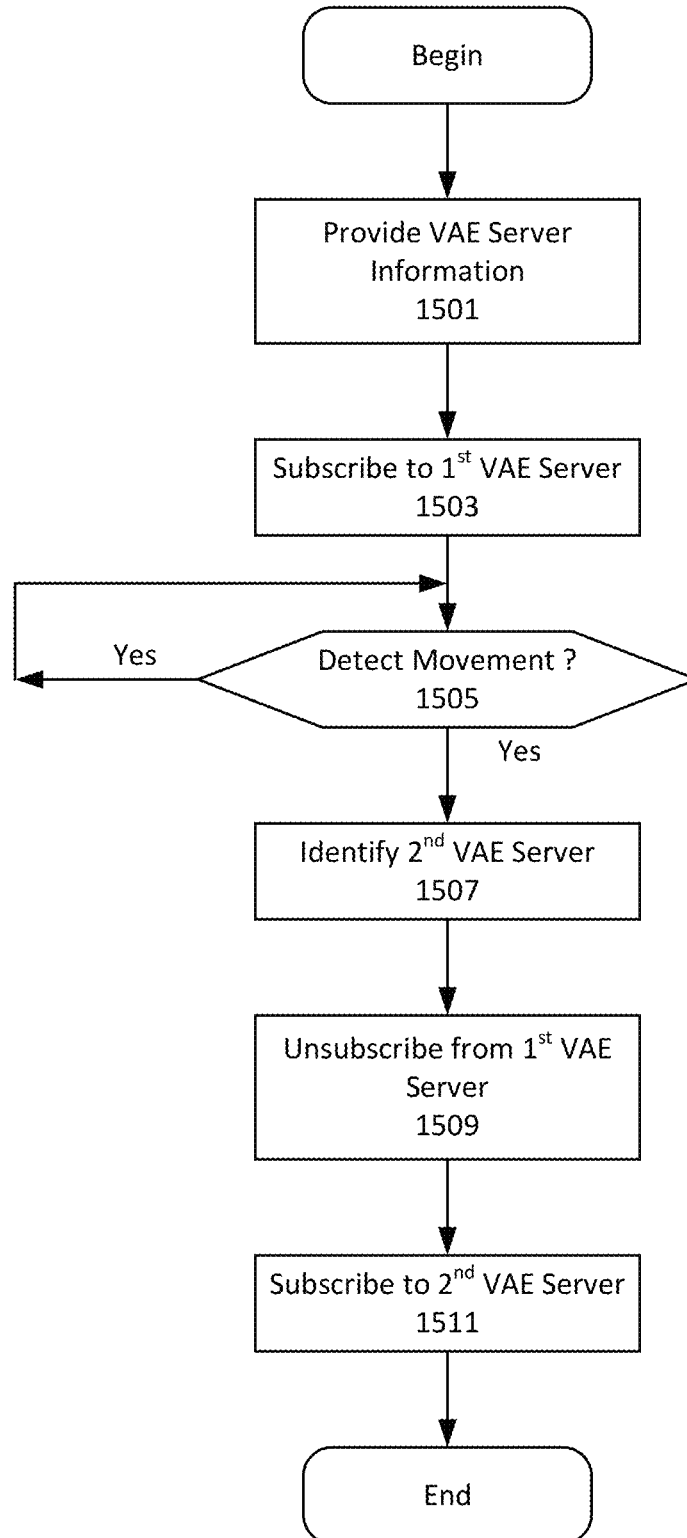 Begin
Provide VAE Server
Information
1501
Subscribe to 1st VAE Server
1503
Yes
Detect Movement ?
1505
Yes
Identify 2nd VAE Server
1507
Unsubscribe from 1st VAE
Server
1509
Subscribe to 2nd VAE Server
1511
End